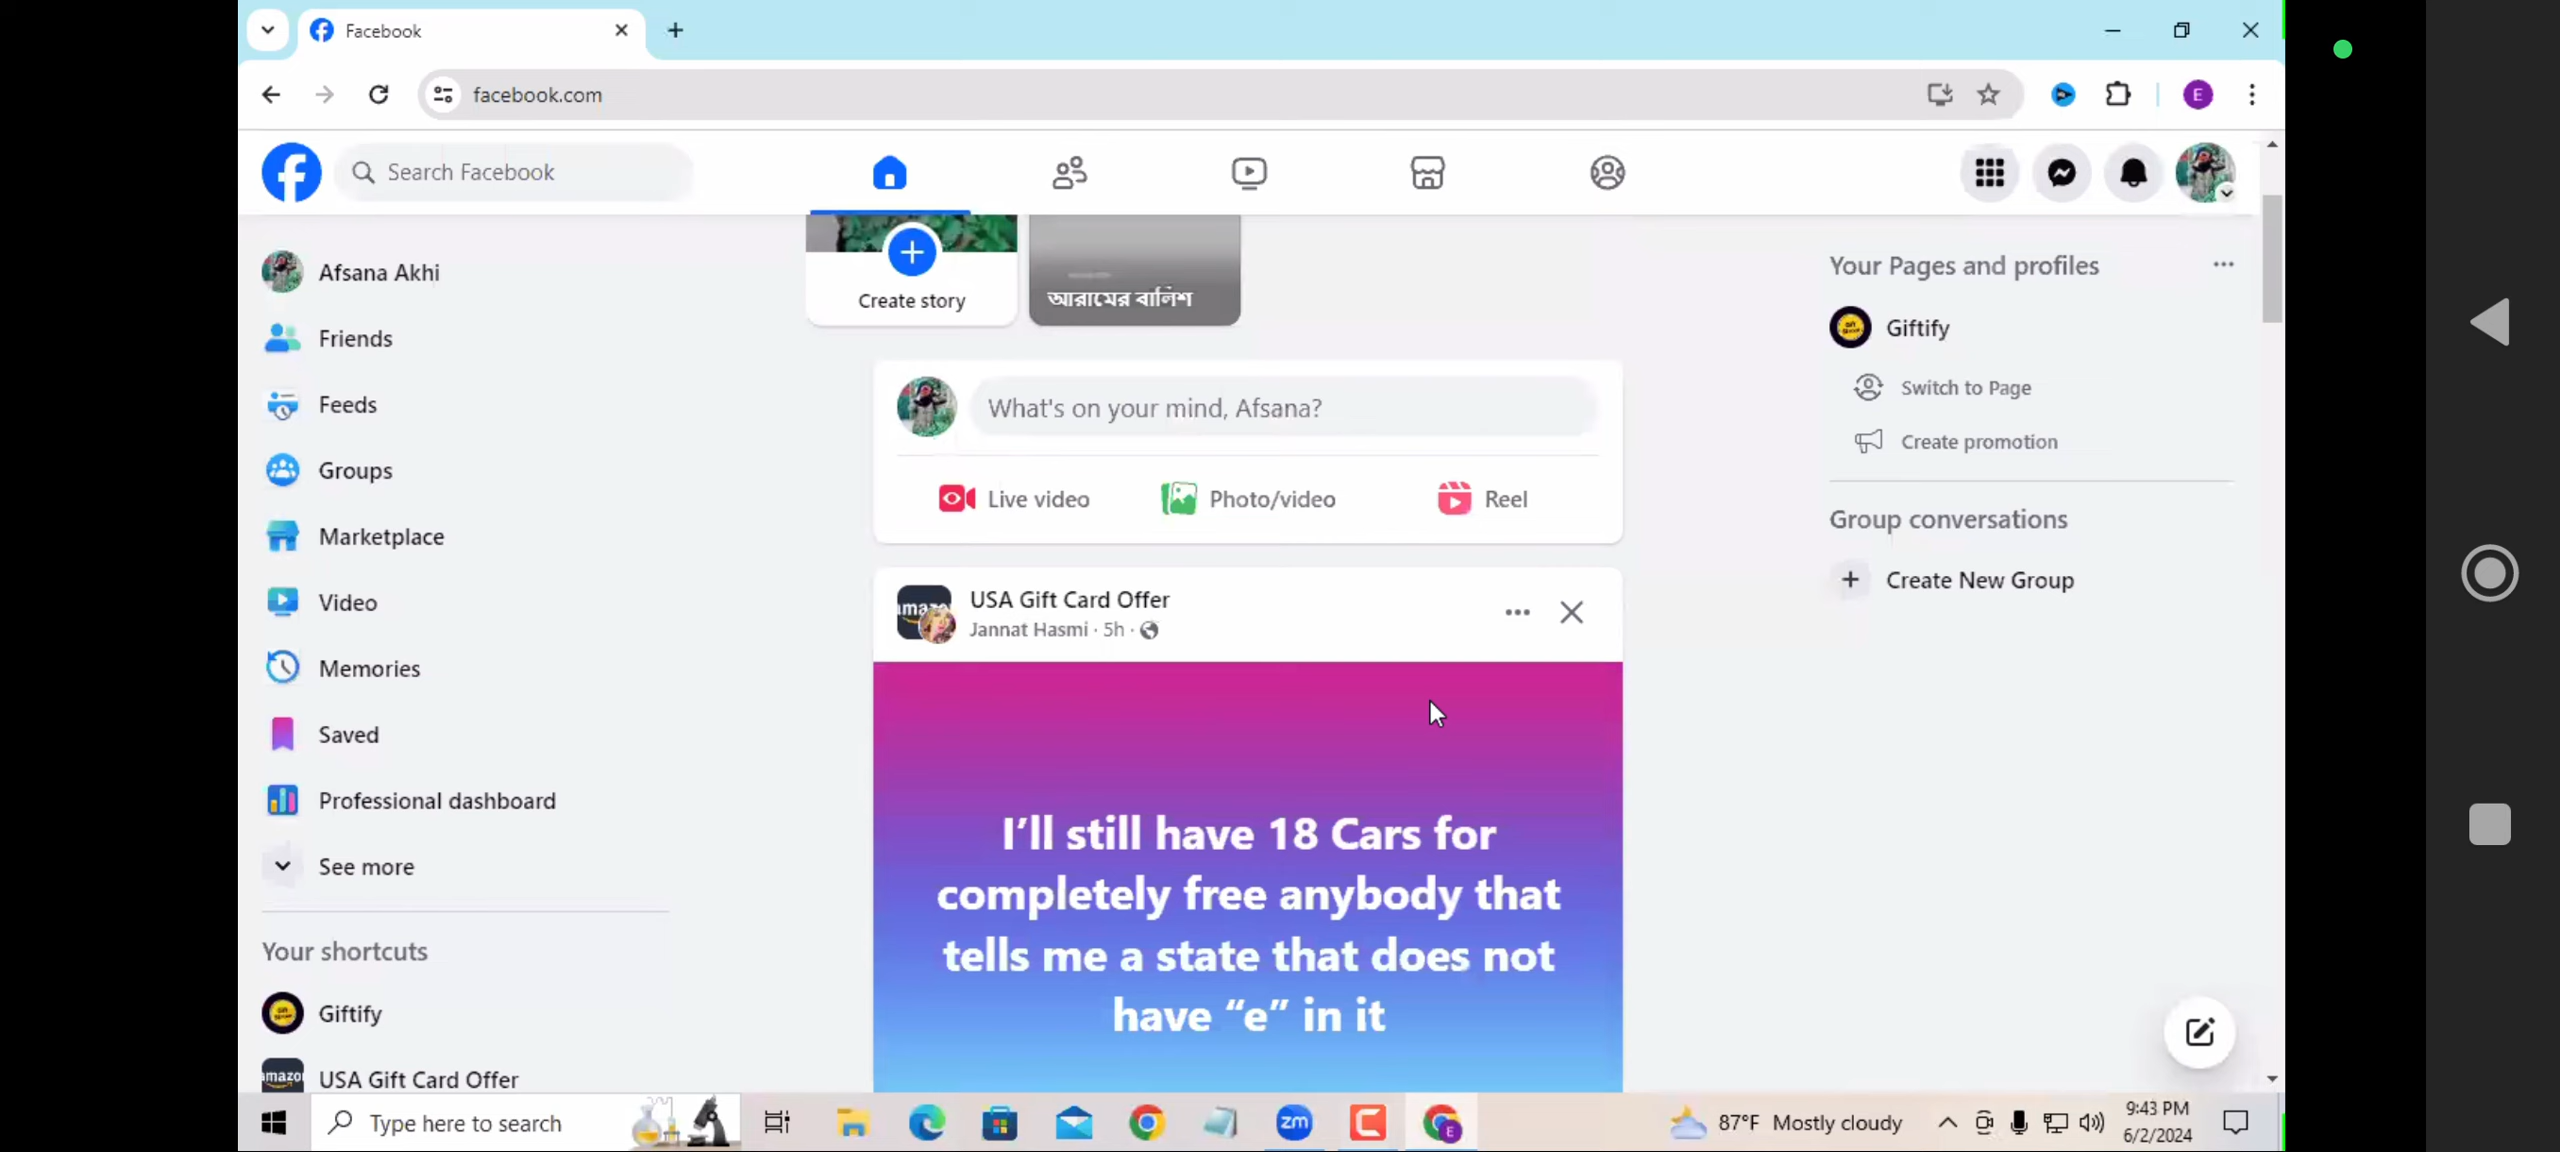 Facebook
facebook.com
E
Search Facebook
Afsana Akhi
Friends
Feeds
Groups
Marketplace
Video
Memories
Saved
Professional dashboard
See more
Your shortcuts
Giftify
amazo
USA Gift Card Offer
Create story
আরামের বালিশ
What's on your mind, Afsana?
Live video
Photo/video
Reel
amazo
USA Gift Card Offer
Jannat Hasmi · 5h ·
I’ll still have 18 Cars for
completely free anybody that
tells me a state that does not
have “e” in it
Your Pages and profiles
Giftify
Switch to Page
Create promotion
Group conversations
Create New Group
Type here to search
zm
E
87°F Mostly cloudy
9:43 PM
6/2/2024